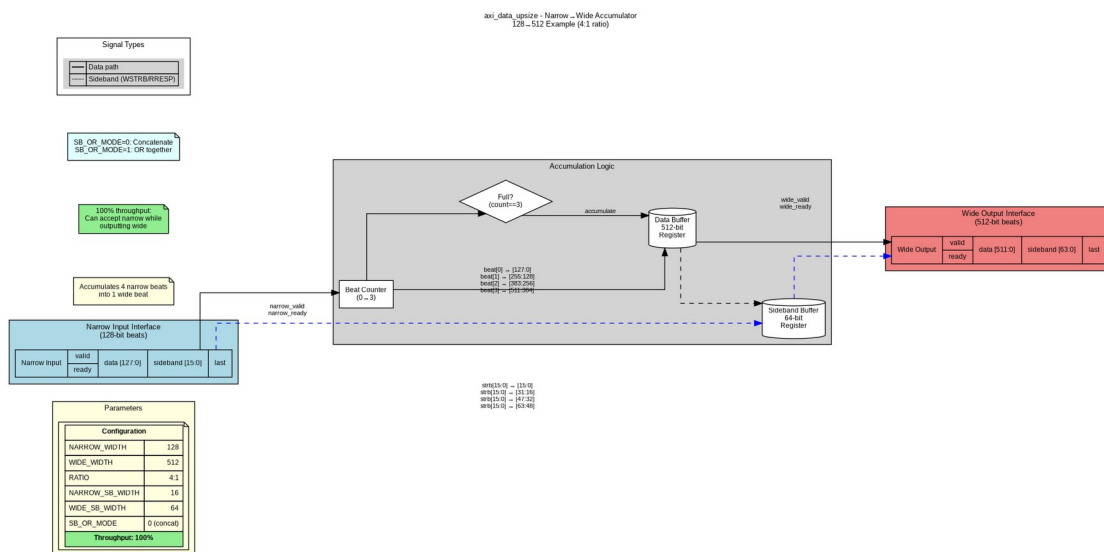 axi_data_upsize - Narrow→Wide Accumulator
128→512 Example (4:1 ratio)
Signal Types
Data path
Sideband (WSTRB/RRESP)
SB_OR_MODE=0: Concatenate
SB_OR_MODE=1: OR together
100% throughput:
Can accept narrow while
outputting wide
Accumulates 4 narrow beats
into 1 wide beat
Narrow Input Interface
(128-bit beats)
Narrow Input
valid
ready
data [127:0]
sideband [15:0]
last
narrow_valid
narrow_ready
Accumulation Logic
Full?
(count==3)
accumulate
Beat Counter
(0→3)
beat[0] → [127:0]
beat[1] → [255:128]
beat[2] → [383:256]
beat[3] → [511:384]
Data Buffer
512-bit
Register
Sideband Buffer
64-bit
Register
wide_valid
wide_ready
Wide Output Interface
(512-bit beats)
Wide Output
valid
ready
data [511:0]
sideband [63:0]
last
strb[15:0] → [15:0]
strb[15:0] → [31:16]
strb[15:0] → [47:32]
strb[15:0] → [63:48]
Parameters
Configuration
NARROW_WIDTH 128
WIDE_WIDTH 512
RATIO 4:1
NARROW_SB_WIDTH 16
WIDE_SB_WIDTH 64
SB_OR_MODE 0 (concat)
Throughput: 100%